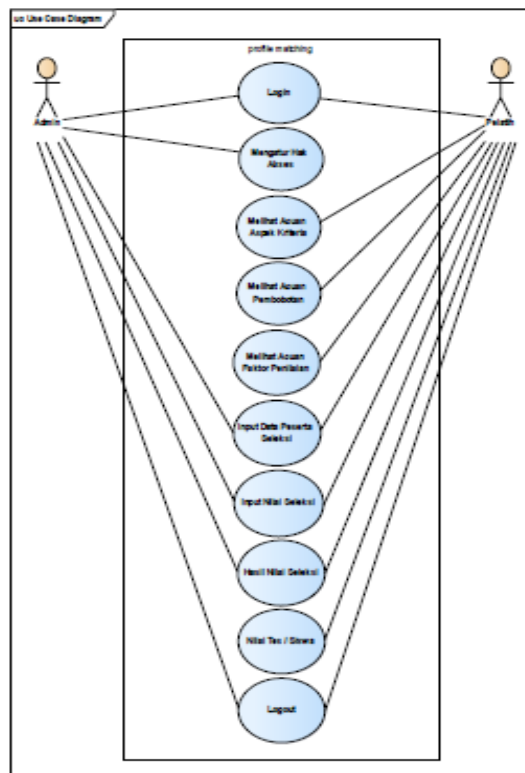 uc Use Case Diagram
profile matching
Login
Admin
Pelatih
Mengatur Hak
Akses
Melihat Acuan
Aspek Kriteria
Melihat Acuan
Pembobotan
Melihat Acuan
Faktor Penilaian
Input Data Peserta
Seleksi
Input Nilai Seleksi
Hasil Nilai Seleksi
Nilai Tes / Siswa
Logout